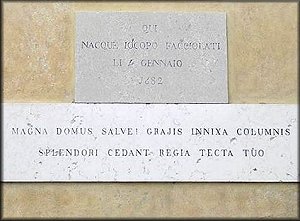 QUI
NACQUE IACOPO FACCIOLATI
LI 4 GENNAIO
1682
MAGNA DOMUS SALVE! GRAJIS INNIXA COLUMNIS
SPLENDORI CEDANT REGIA TECTA TUO